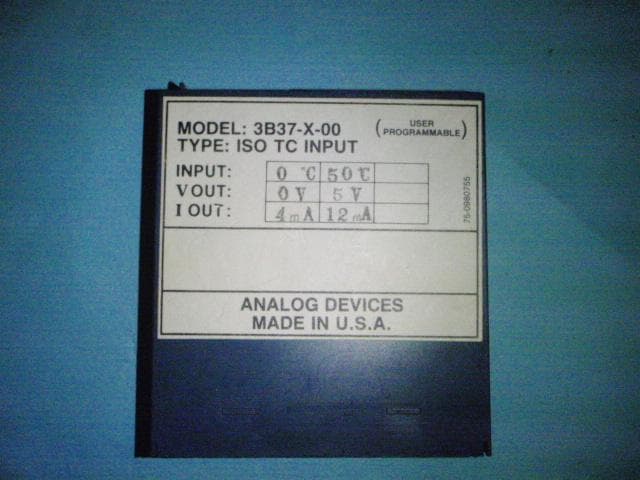 MODEL: 3B37-X-00 (USER PROGRAMMABLE)
TYPE: ISO TC INPUT
INPUT: 0 °C 50℃
V OUT: 0 V 5 V
I OUT: 4 mA 12 mA
75-0980755
ANALOG DEVICES
MADE IN U.S.A.